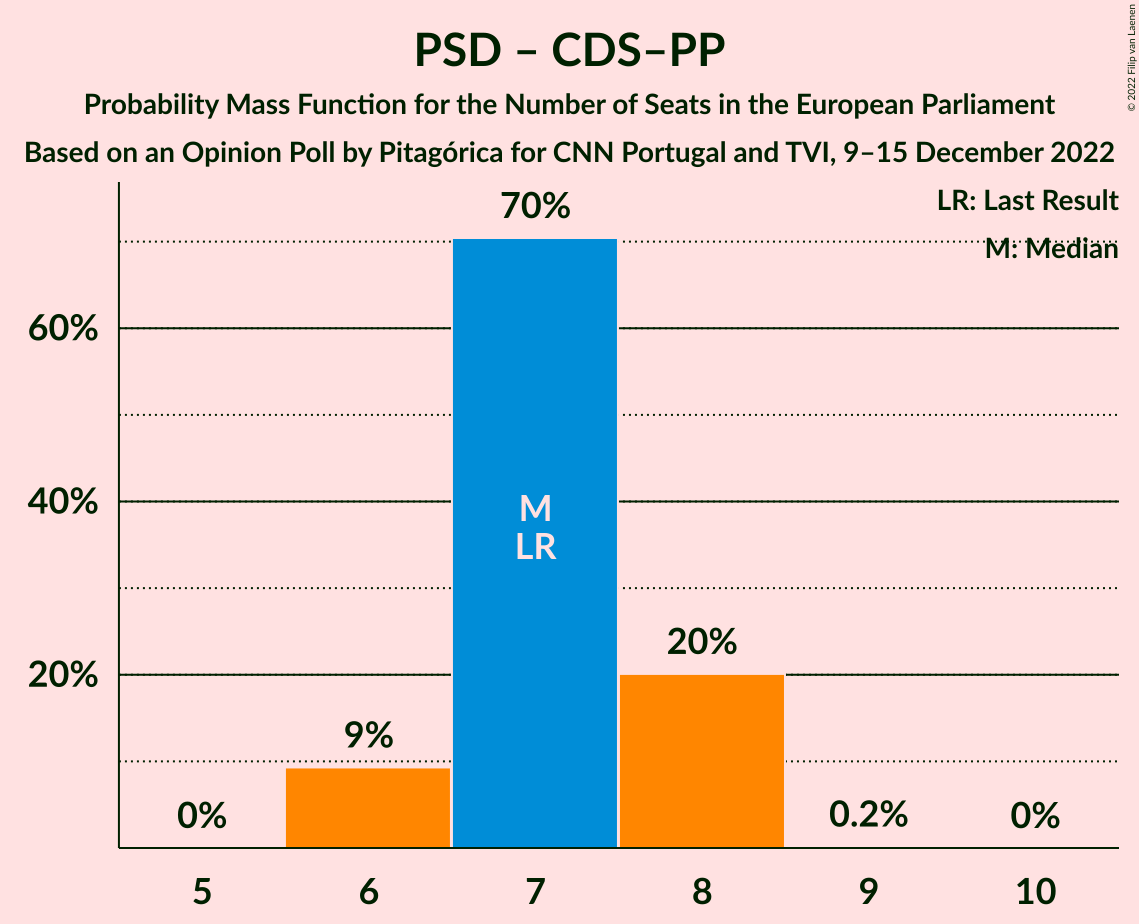 PSD – CDS–PP
Probability Mass Function for the Number of Seats in the European Parliament
Based on an Opinion Poll by Pitagórica for CNN Portugal and TVI, 9–15 December 2022
© 2022 Filip van Laenen
LR: Last Result
M: Median
70%
60%
40%
20%
M
LR
20%
9%
0%
0.2%
0%
5 6 7 8 9 10